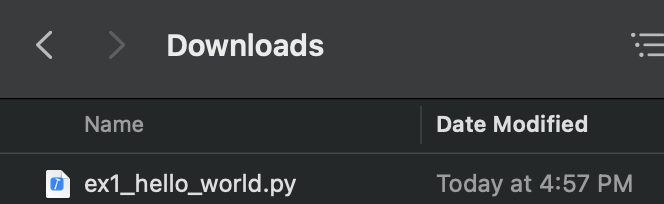 Downloads
Name Date Modified
ex1_hello_world.py Today at 4:57 PM